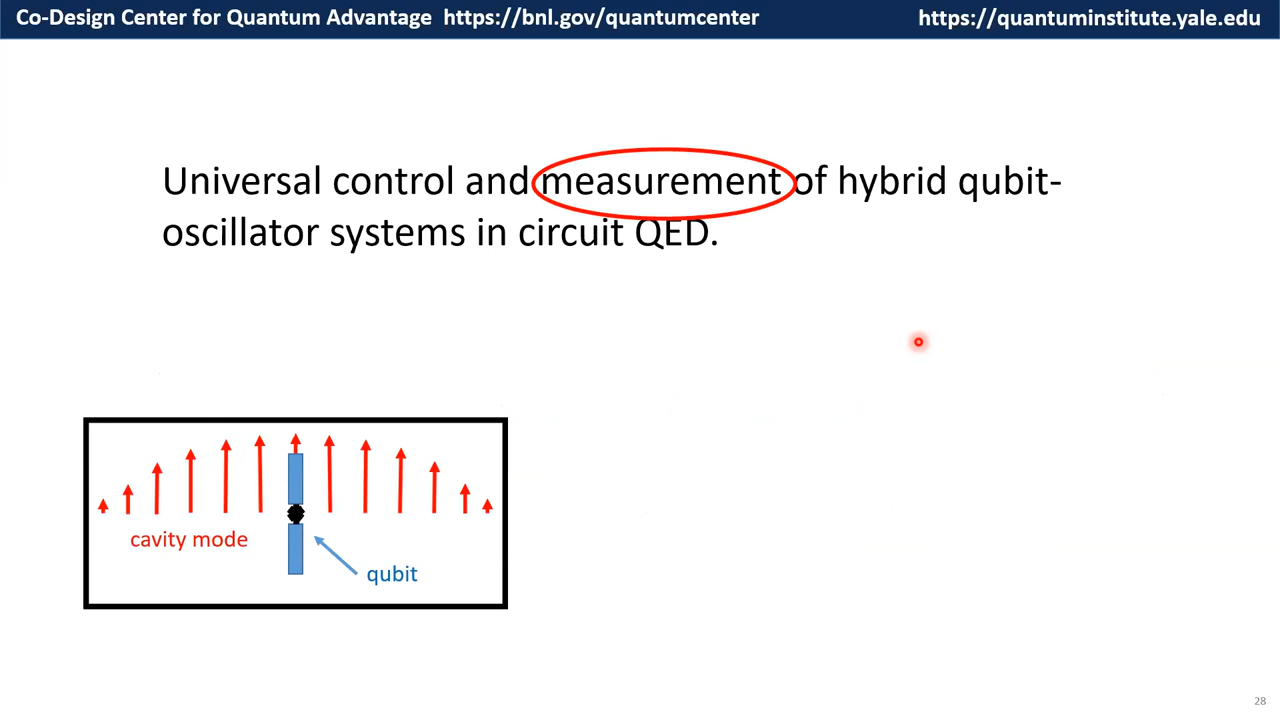 Co-Design Center for Quantum Advantage https://bnl.gov/quantumcenter https://quantuminstitute.yale.edu
Universal control and measurement of hybrid qubit-
oscillator systems in circuit QED.
cavity mode
qubit
28